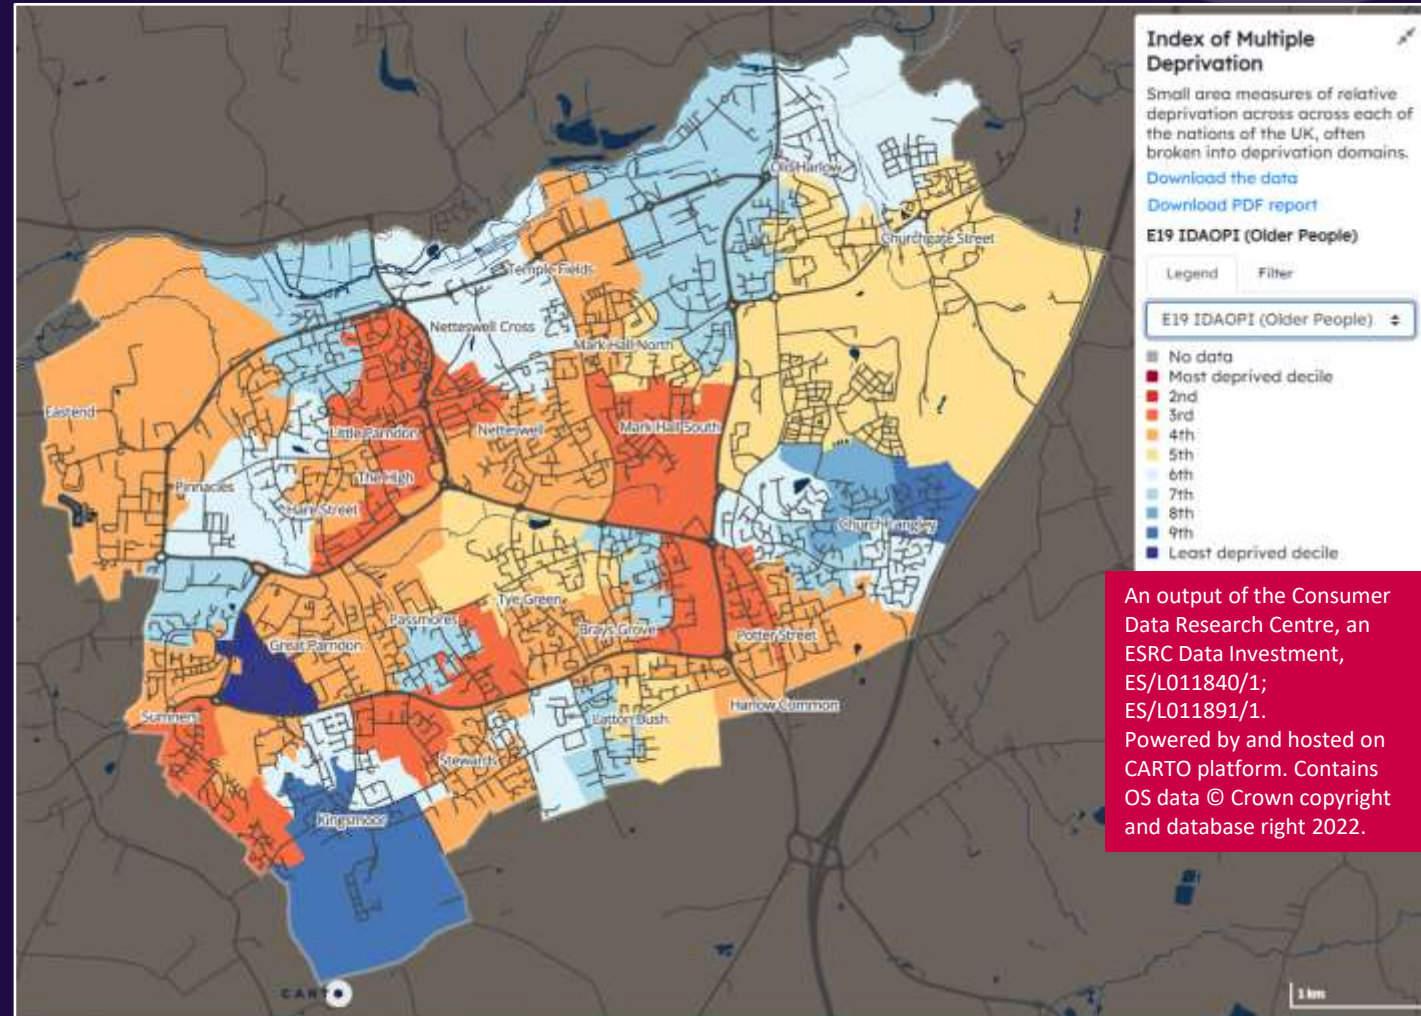 Index of Multiple
Deprivation
Small area measures of relative
deprivation across across each of
the nations of the UK, often
broken into deprivation domains.
Download the data
Download PDF report
E19 IDAOPI (Older People)
Legend Filter
E19 IDAOPI (Older People)
No data
Most deprived decile
2nd
3rd
4th
5th
6th
7th
8th
9th
Least deprived decile
An output of the Consumer
Data Research Centre, an
ESRC Data Investment,
ES/L011840/1;
ES/L011891/1.
Powered by and hosted on
CARTO platform. Contains
OS data © Crown copyright
and database right 2022.
Old Harlow
Churchgate Street
Temple Fields
Netteswell Cross
Mark Hall North
Eastend
Little Parndon
Netteswell
Mark Hall South
The High
Pinnacles
Hare Street
Church Langley
Tye Green
Passmores
Brays Grove
Potter Street
Great Parndon
Harlow Common
Sumners
Latton Bush
Stewards
Kingsmoor
CARTO
1 km